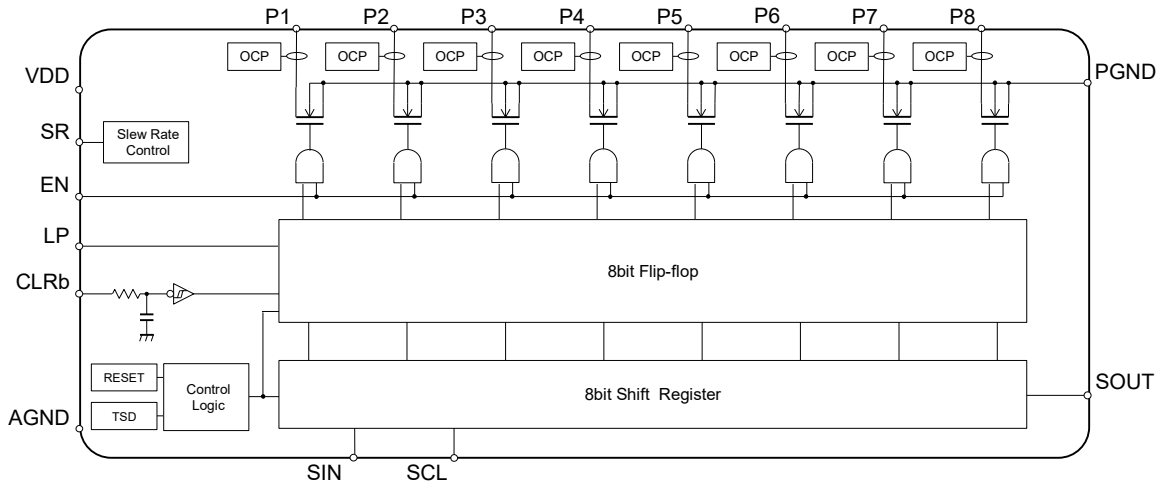 P1 P2 P3 P4 P5 P6 P7 P8
OCP OCP OCP OCP OCP OCP OCP OCP
VDD
PGND
SR
Slew Rate
Control
EN
LP
8bit Flip-flop
CLRb
RESET
Control
Logic
TSD
8bit Shift Register
SOUT
AGND
SIN SCL